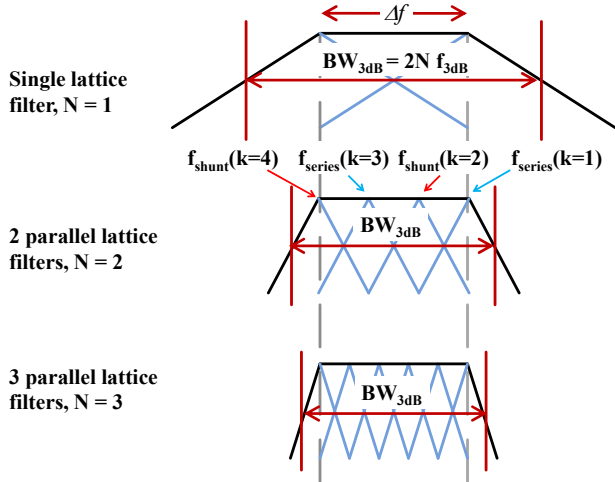 Δf
BW3dB = 2N f3dB
Single lattice
filter, N = 1
fshunt(k=4) fseries(k=3) fshunt(k=2) fseries(k=1)
2 parallel lattice
filters, N = 2
BW3dB
3 parallel lattice
filters, N = 3
BW3dB